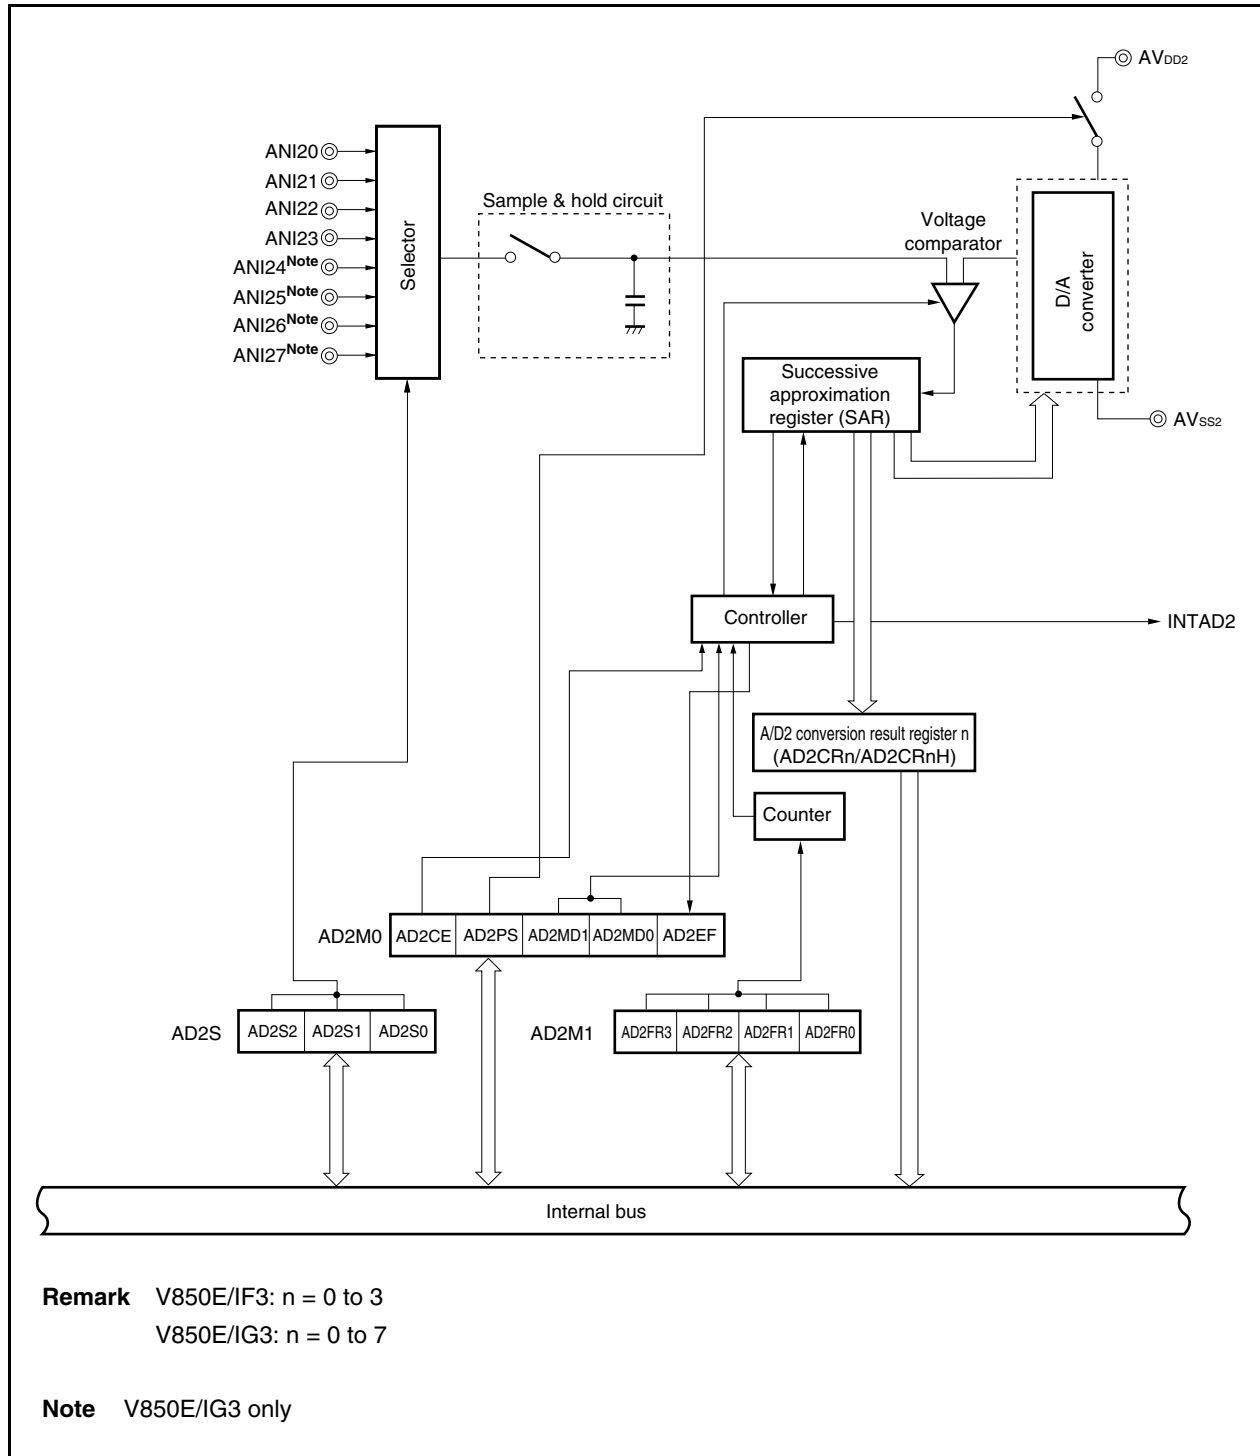 AVDD2
ANI20
ANI21
ANI22
ANI23
ANI24Note
ANI25Note
ANI26Note
ANI27Note
Selector
Sample & hold circuit
Voltage
comparator
D/A
converter
Successive
approximation
register (SAR)
AVSS2
Controller
INTAD2
A/D2 conversion result register n
(AD2CRn/AD2CRnH)
Counter
AD2M0 AD2CE AD2PS AD2MD1 AD2MD0 AD2EF
AD2S AD2S2 AD2S1 AD2S0
AD2M1 AD2FR3 AD2FR2 AD2FR1 AD2FR0
Internal bus
Remark V850E/IF3: n = 0 to 3
V850E/IG3: n = 0 to 7
Note V850E/IG3 only